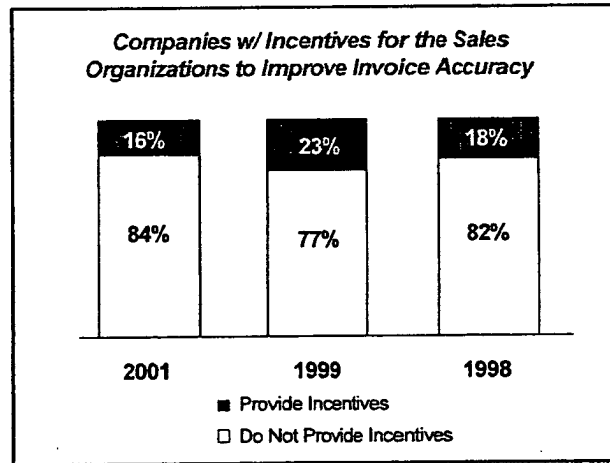 Companies w/ Incentives for the Sales
Organizations to Improve Invoice Accuracy
16% 23% 18%
84% 77% 82%
2001 1999 1998
Provide Incentives
Do Not Provide Incentives